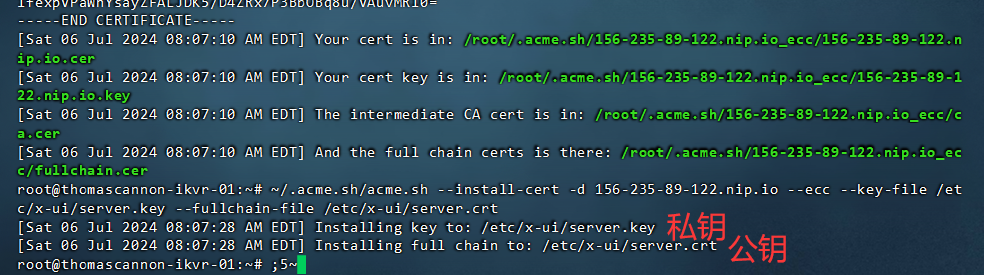 -----END CERTIFICATE-----
[Sat 06 Jul 2024 08:07:10 AM EDT] Your cert is in: /root/.acme.sh/156-235-89-122.nip.io_ecc/156-235-89-122.n
ip.io.cer
[Sat 06 Jul 2024 08:07:10 AM EDT] Your cert key is in: /root/.acme.sh/156-235-89-122.nip.io_ecc/156-235-89-1
22.nip.io.key
[Sat 06 Jul 2024 08:07:10 AM EDT] The intermediate CA cert is in: /root/.acme.sh/156-235-89-122.nip.io_ecc/c
a.cer
[Sat 06 Jul 2024 08:07:10 AM EDT] And the full chain certs is there: /root/.acme.sh/156-235-89-122.nip.io_ec
c/fullchain.cer
root@thomascannon-ikvr-01:~# ~/.acme.sh/acme.sh --install-cert -d 156-235-89-122.nip.io --ecc --key-file /et
c/x-ui/server.key --fullchain-file /etc/x-ui/server.crt
[Sat 06 Jul 2024 08:07:28 AM EDT] Installing key to: /etc/x-ui/server.key 私钥
[Sat 06 Jul 2024 08:07:28 AM EDT] Installing full chain to: /etc/x-ui/server.crt 公钥
root@thomascannon-ikvr-01:~# ;5~